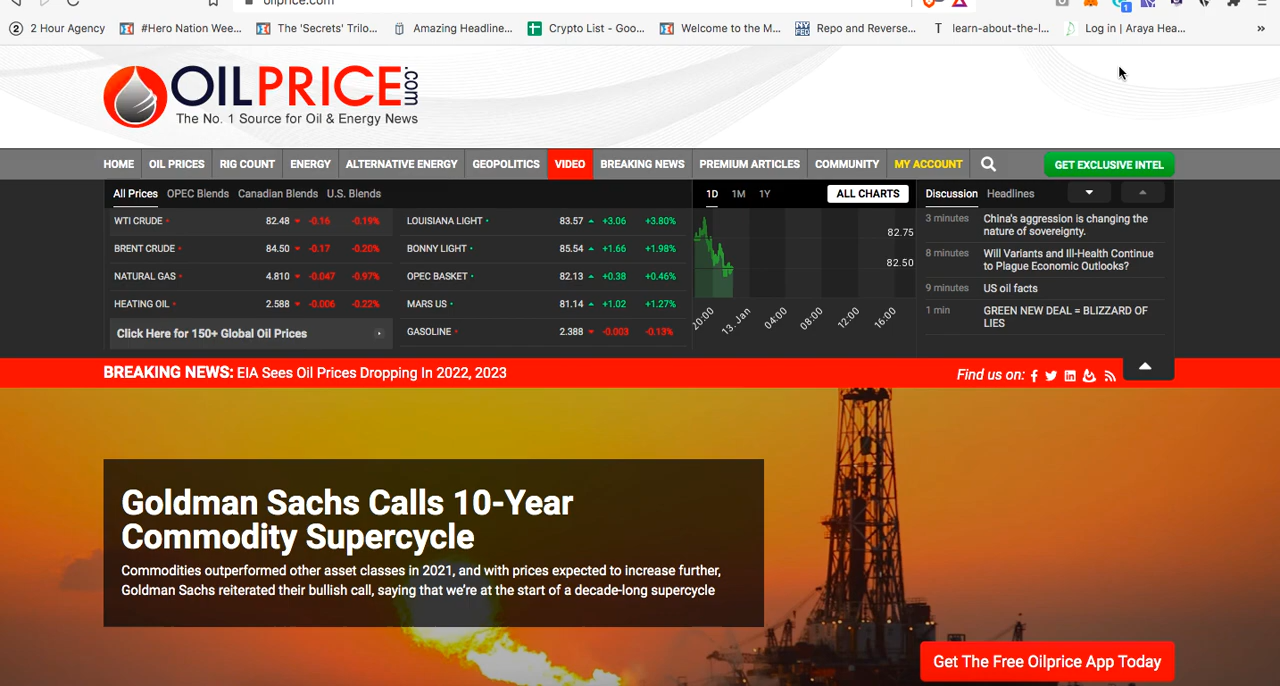 oilprice.com
2 Hour Agency
#Hero Nation Wee...
The 'Secrets' Trilo...
Amazing Headline...
Crypto List - Goo...
Welcome to the M...
Repo and Reverse...
learn-about-the-l...
Log in | Araya Hea...
»
OILPRICE.com
The No. 1 Source for Oil & Energy News
HOME
OIL PRICES
RIG COUNT
ENERGY
ALTERNATIVE ENERGY
GEOPOLITICS
VIDEO
BREAKING NEWS
PREMIUM ARTICLES
COMMUNITY
MY ACCOUNT
GET EXCLUSIVE INTEL
All Prices OPEC Blends Canadian Blends U.S. Blends
WTI CRUDE 82.48 -0.16 -0.19%
BRENT CRUDE 84.50 -0.17 -0.20%
NATURAL GAS 4.810 -0.047 -0.97%
HEATING OIL 2.588 -0.006 -0.22%
Click Here for 150+ Global Oil Prices
LOUISIANA LIGHT 83.57 +3.06 +3.80%
BONNY LIGHT 85.54 +1.66 +1.98%
OPEC BASKET 82.13 +0.38 +0.46%
MARS US 81.14 +1.02 +1.27%
GASOLINE 2.388 -0.003 -0.13%
1D 1M 1Y ALL CHARTS
82.75
82.50
20:00 13. Jan 04:00 08:00 12:00 16:00
Discussion Headlines
3 minutes China's aggression is changing the
nature of sovereignty.
8 minutes Will Variants and Ill-Health Continue
to Plague Economic Outlooks?
9 minutes US oil facts
1 min GREEN NEW DEAL = BLIZZARD OF
LIES
BREAKING NEWS: EIA Sees Oil Prices Dropping In 2022, 2023
Find us on:
Goldman Sachs Calls 10-Year
Commodity Supercycle
Commodities outperformed other asset classes in 2021, and with prices expected to increase further,
Goldman Sachs reiterated their bullish call, saying that we're at the start of a decade-long supercycle
Get The Free Oilprice App Today